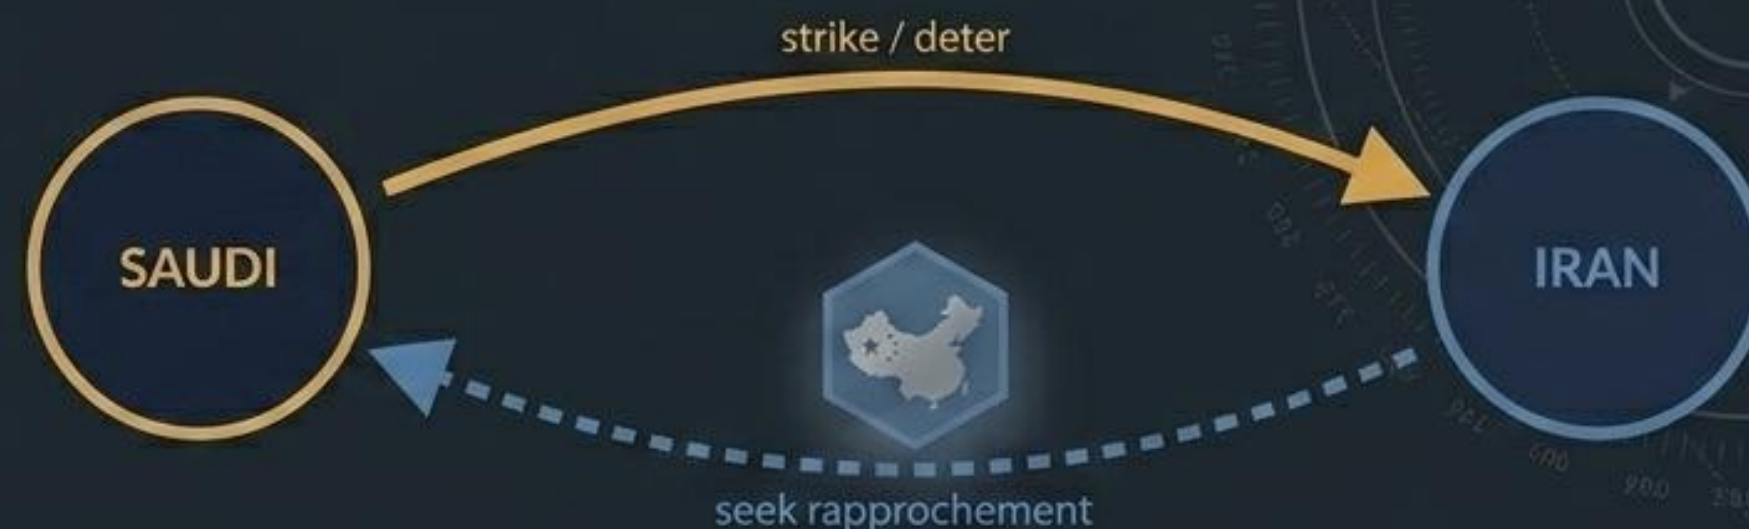 strike / deter
SAUDI
IRAN
seek rapprochement